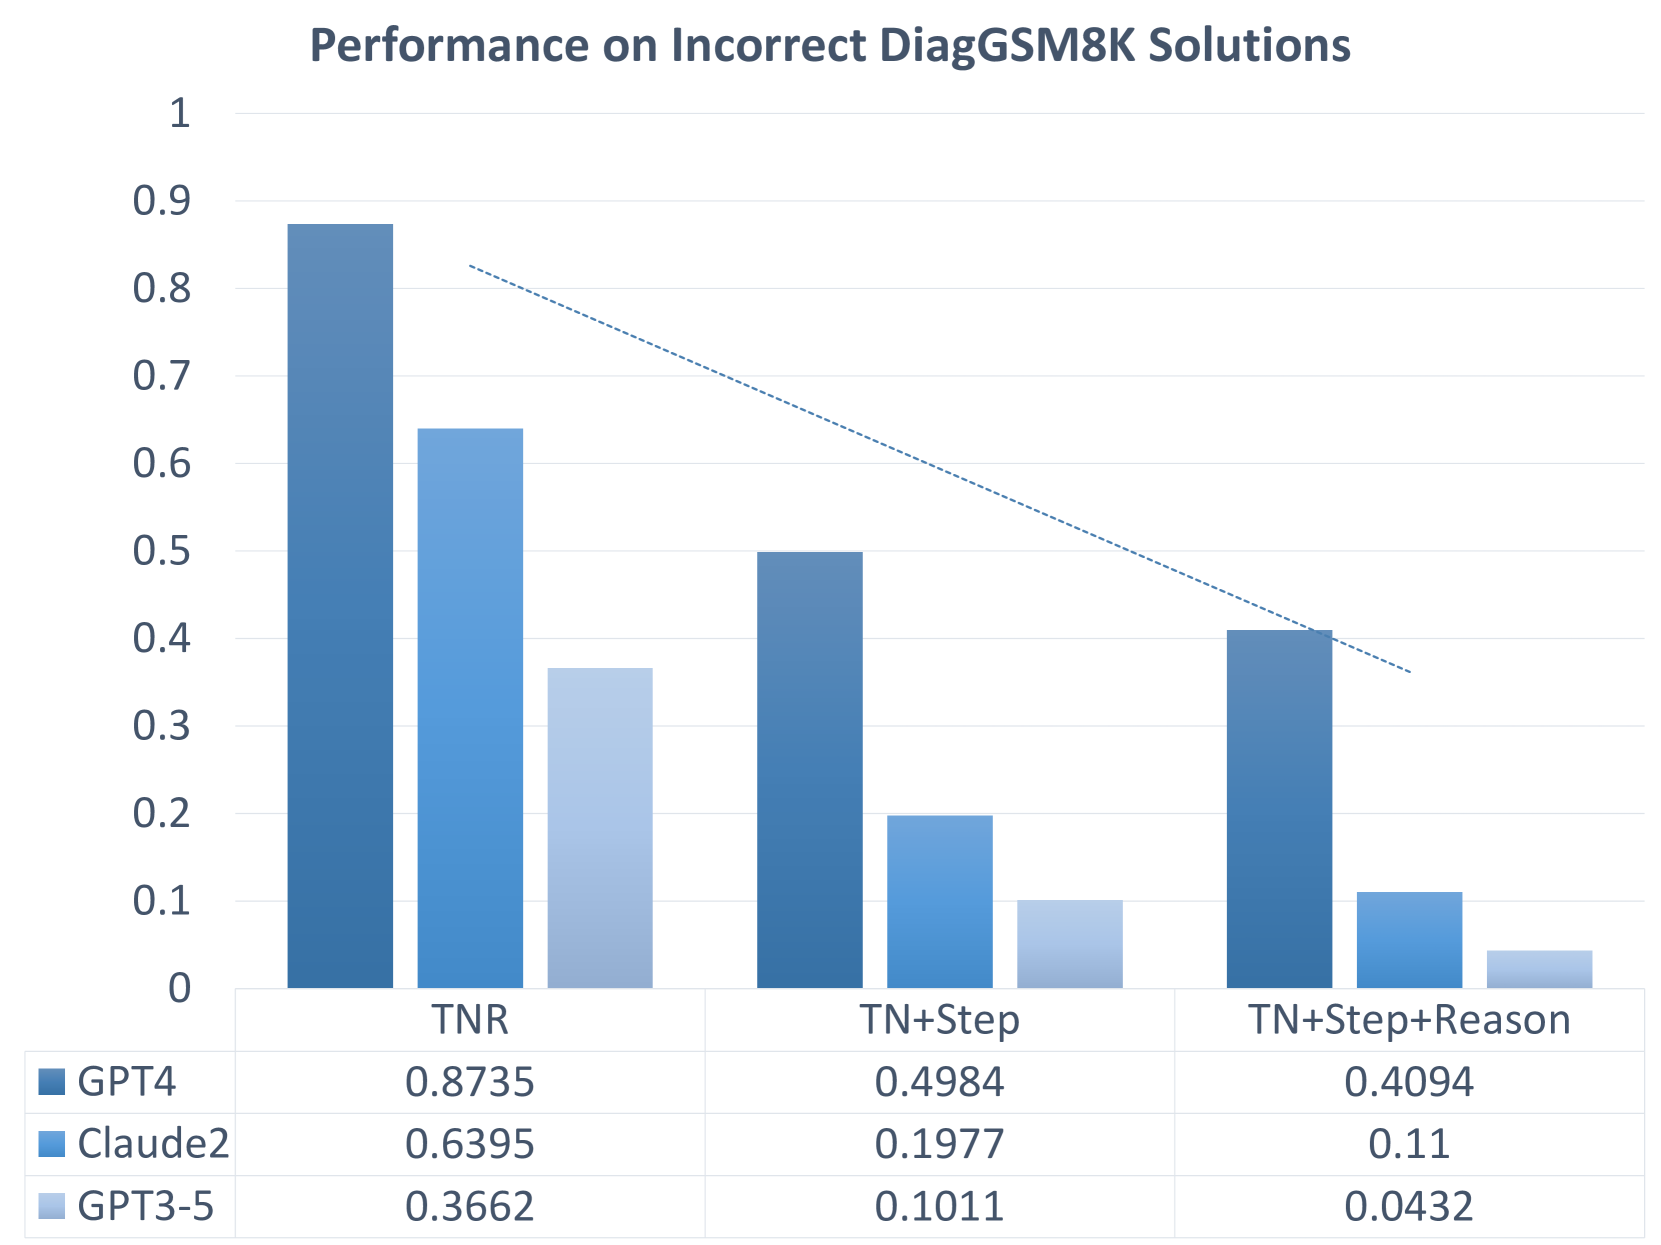 Performance on Incorrect DiagGSM8K Solutions
1
0.9
0.8
0.7
0.6
0.5
0.4
0.3
0.2
0.1
0
TNR TN+Step TN+Step+Reason
GPT4 0.8735 0.4984 0.4094
Claude2 0.6395 0.1977 0.11
GPT3-5 0.3662 0.1011 0.0432